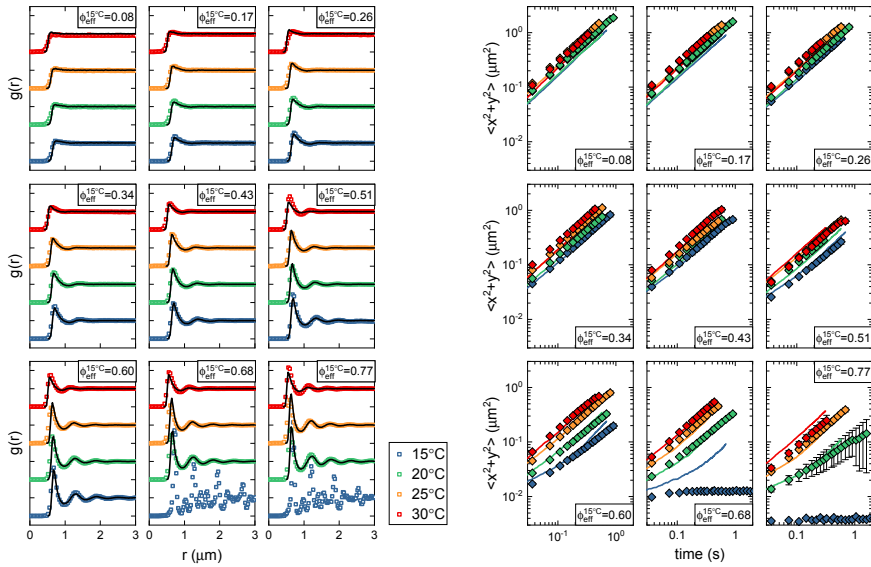 ϕeff15°C=0.08
ϕeff15°C=0.17
ϕeff15°C=0.26
g(r)
ϕeff15°C=0.34
ϕeff15°C=0.43
ϕeff15°C=0.51
g(r)
ϕeff15°C=0.60
ϕeff15°C=0.68
ϕeff15°C=0.77
g(r)
0 1 2 3
0 1 2 3
0 1 2 3
r (μm)
15°C
20°C
25°C
30°C
<x²+y²> (μm²)
10⁰
10⁻¹
10⁻²
ϕeff15°C=0.08
ϕeff15°C=0.17
ϕeff15°C=0.26
<x²+y²> (μm²)
10⁰
10⁻¹
10⁻²
ϕeff15°C=0.34
ϕeff15°C=0.43
ϕeff15°C=0.51
<x²+y²> (μm²)
10⁰
10⁻¹
10⁻²
ϕeff15°C=0.60
ϕeff15°C=0.68
ϕeff15°C=0.77
10⁻¹ 10⁰
0.1 1
0.1 1
time (s)